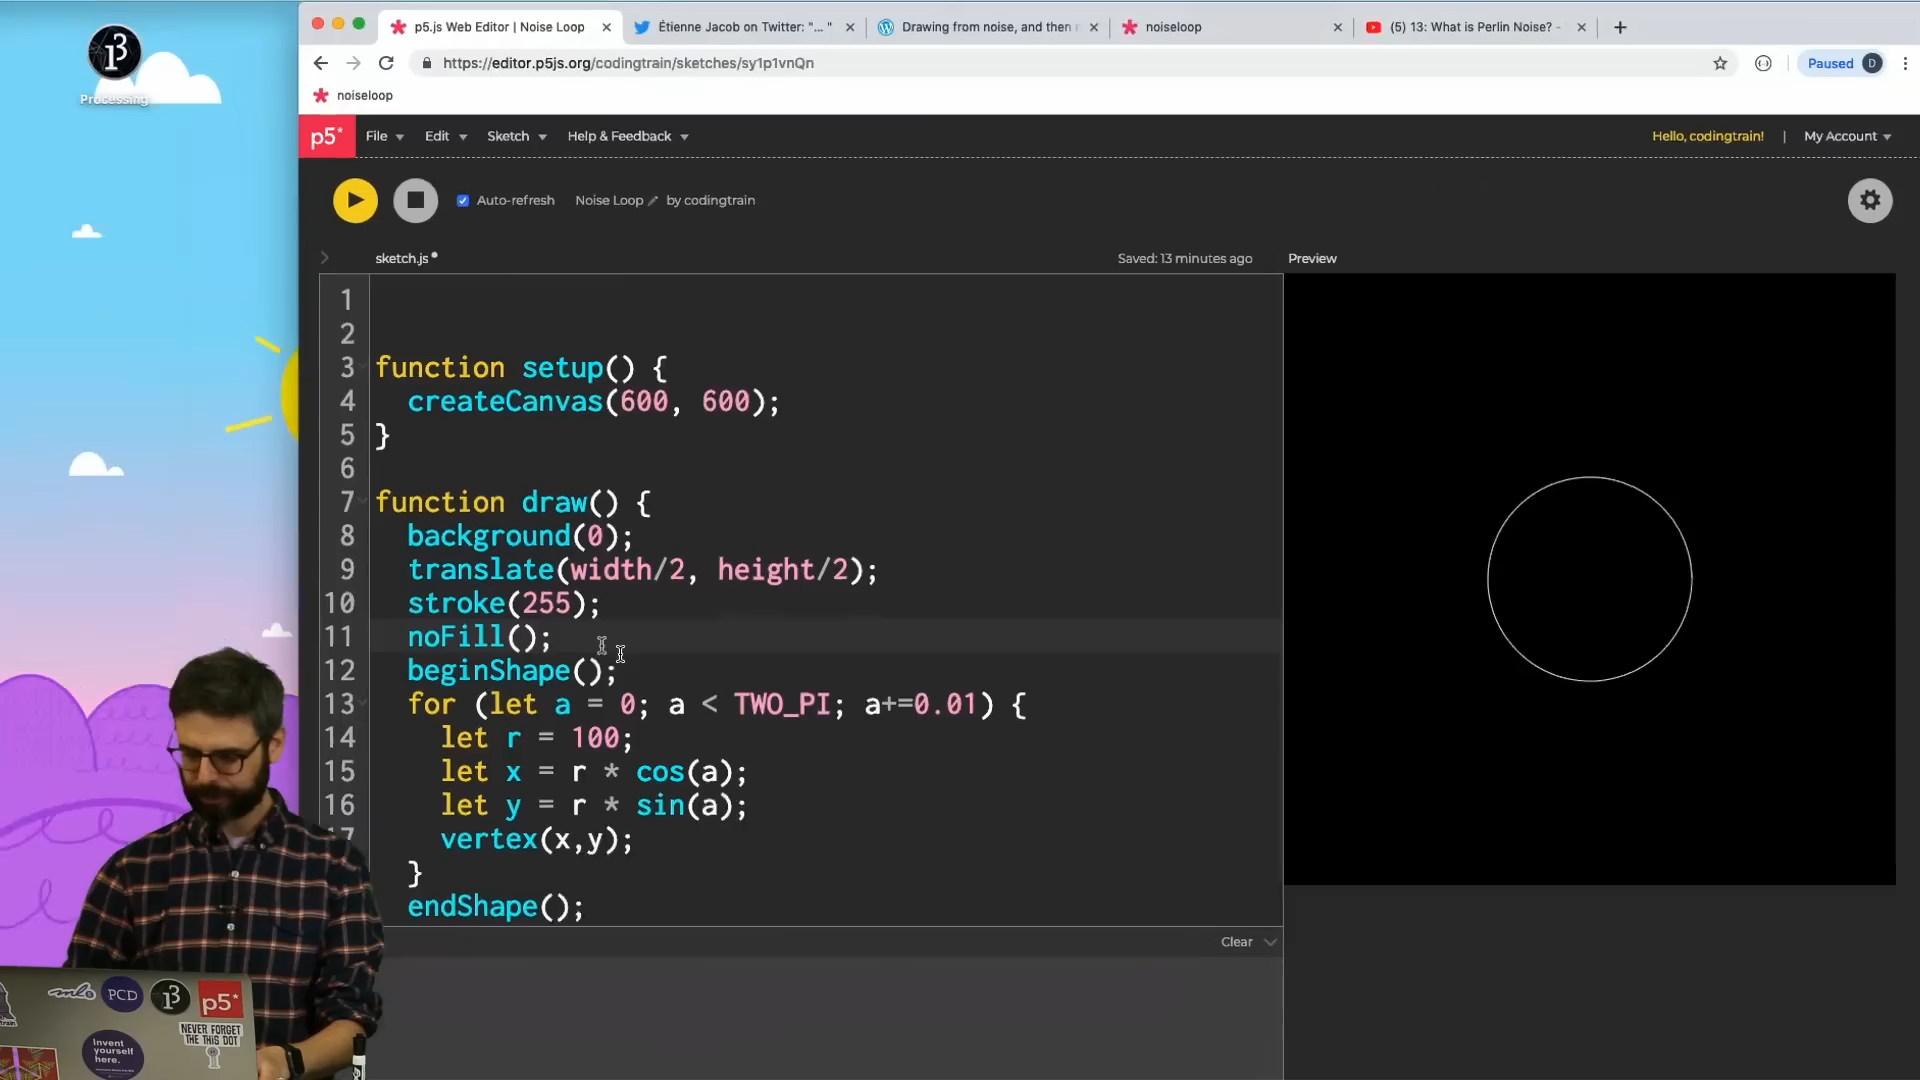 Processing
p5.js Web Editor | Noise Loop
Étienne Jacob on Twitter: "..."
Drawing from noise, and then
noiseloop
(5) 13: What is Perlin Noise? -
https://editor.p5js.org/codingtrain/sketches/sy1p1vnQn
Paused D
noiseloop
p5*
File
Edit
Sketch
Help & Feedback
Hello, codingtrain!
|
My Account
Auto-refresh
Noise Loop
by codingtrain
sketch.js
Saved: 13 minutes ago
Preview
1
2
3 function setup() {
4 createCanvas(600, 600);
5 }
6
7 function draw() {
8 background(0);
9 translate(width/2, height/2);
10 stroke(255);
11 noFill();
12 beginShape();
13 for (let a = 0; a < TWO_PI; a+=0.01) {
14 let r = 100;
15 let x = r * cos(a);
16 let y = r * sin(a);
17 vertex(x,y);
}
endShape();
Clear
PCD
p5*
NEVER FORGET
THE THIS DOT
Invent
yourself
here.